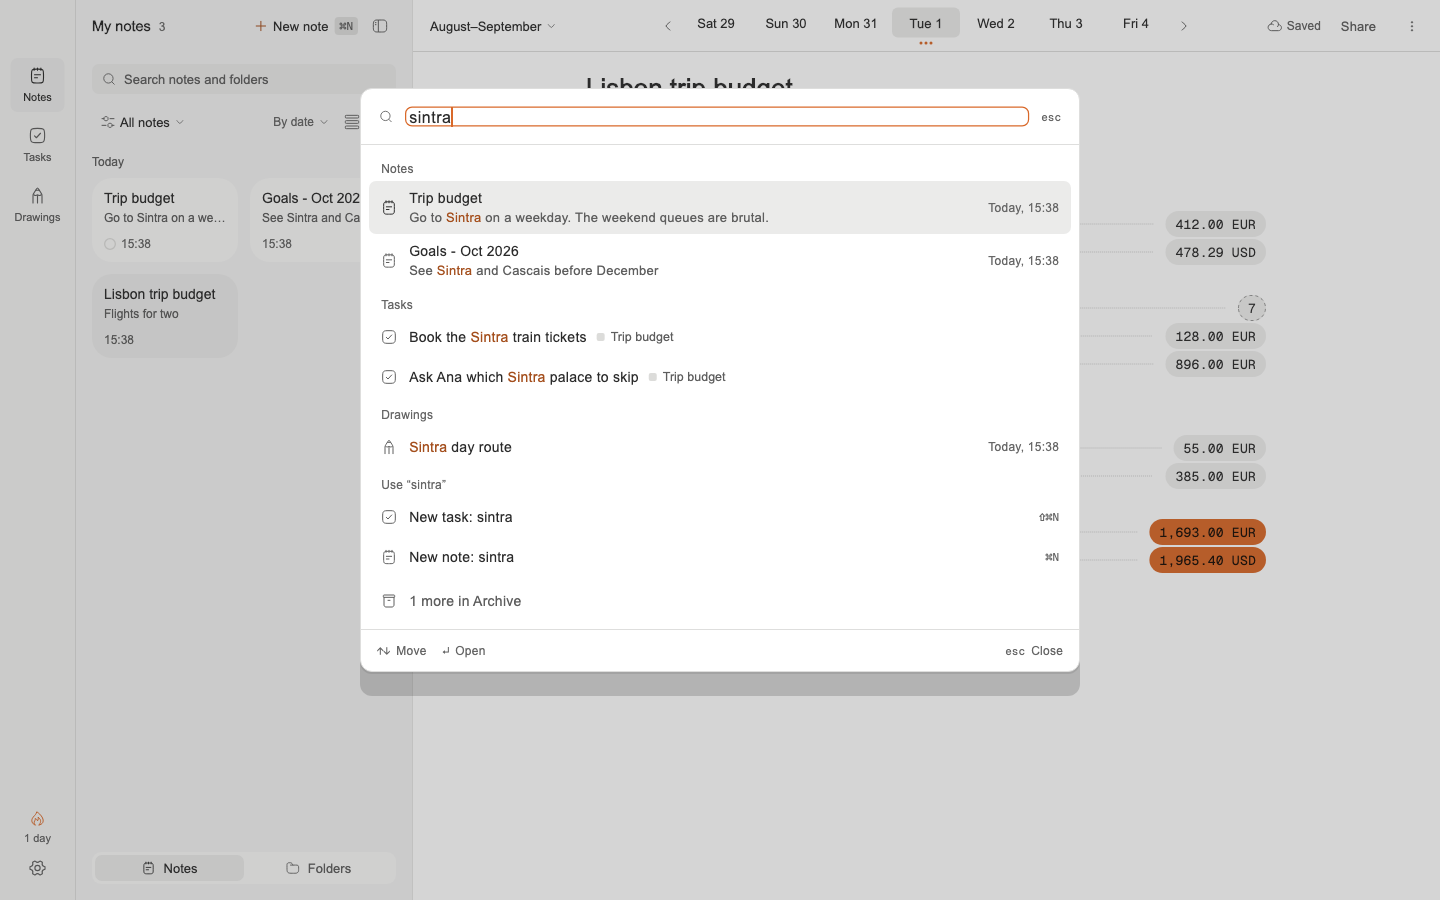 My notes 3
New note ⌘N
August–September
Sat 29
Sun 30
Mon 31
Tue 1
Wed 2
Thu 3
Fri 4
Saved
Share
Notes
Tasks
Drawings
1 day
Search notes and folders
All notes
By date
Today
Trip budget
Go to Sintra on a we…
15:38
Goals - Oct 202
See Sintra and Ca
15:38
Lisbon trip budget
Flights for two
15:38
Notes
Folders
Lisbon trip budget
sintra
esc
Notes
Trip budget
Go to Sintra on a weekday. The weekend queues are brutal.
Today, 15:38
Goals - Oct 2026
See Sintra and Cascais before December
Today, 15:38
Tasks
Book the Sintra train tickets Trip budget
Ask Ana which Sintra palace to skip Trip budget
Drawings
Sintra day route
Today, 15:38
Use “sintra”
New task: sintra
⇧⌘N
New note: sintra
⌘N
1 more in Archive
↑↓ Move
↵ Open
esc Close
412.00 EUR
478.29 USD
7
128.00 EUR
896.00 EUR
55.00 EUR
385.00 EUR
1,693.00 EUR
1,965.40 USD